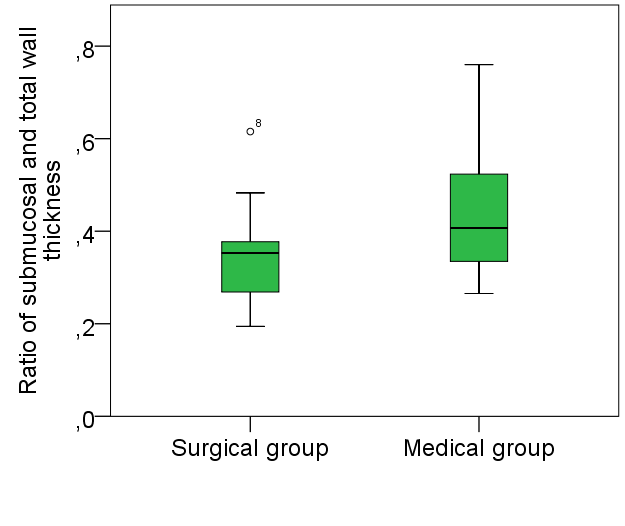 Ratio of submucosal and total wall
thickness
,8
,6
,4
,2
,0
8
Surgical group
Medical group